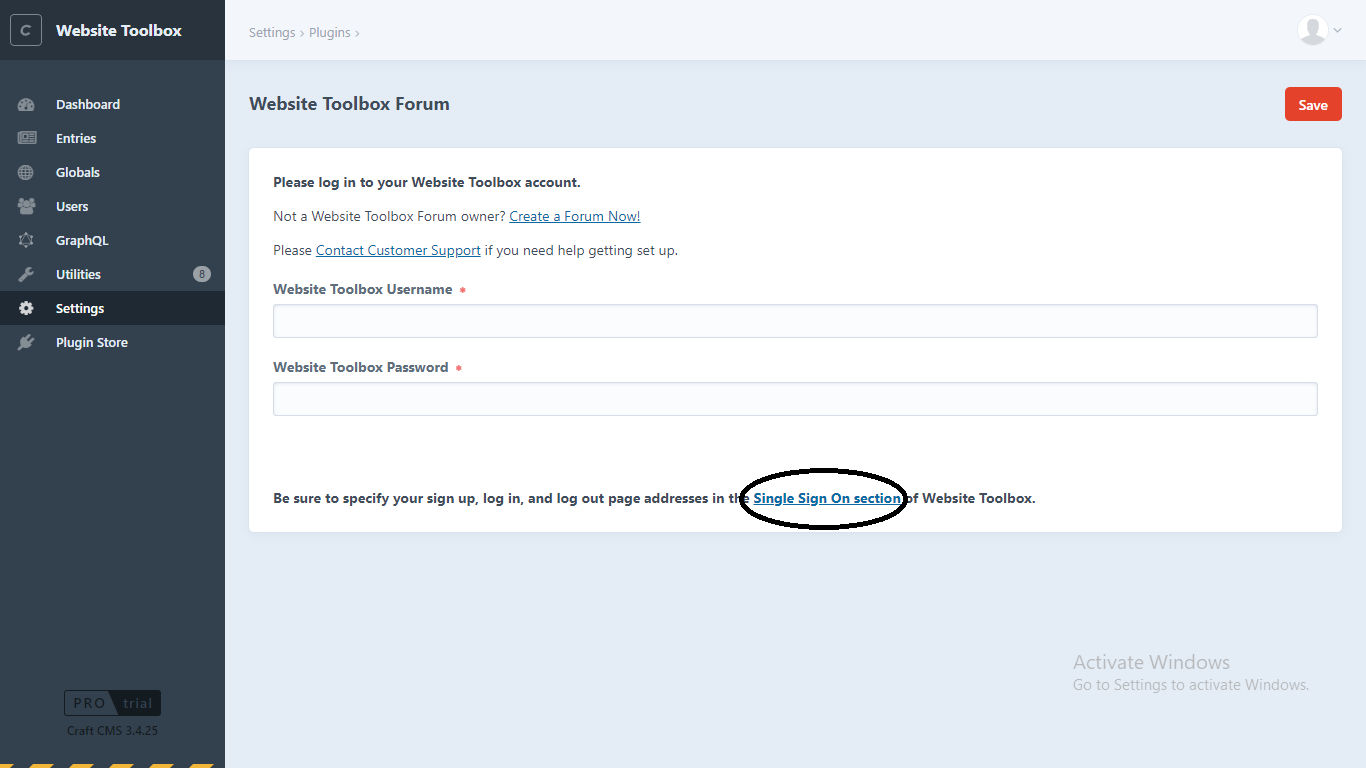 C Website Toolbox
Settings › Plugins ›
Dashboard
Entries
Globals
Users
GraphQL
Utilities 8
Settings
Plugin Store
PRO trial
Craft CMS 3.4.25
Website Toolbox Forum
Save
Please log in to your Website Toolbox account.
Not a Website Toolbox Forum owner? Create a Forum Now!
Please Contact Customer Support if you need help getting set up.
Website Toolbox Username *
Website Toolbox Password *
Be sure to specify your sign up, log in, and log out page addresses in the Single Sign On section of Website Toolbox.
Activate Windows
Go to Settings to activate Windows.